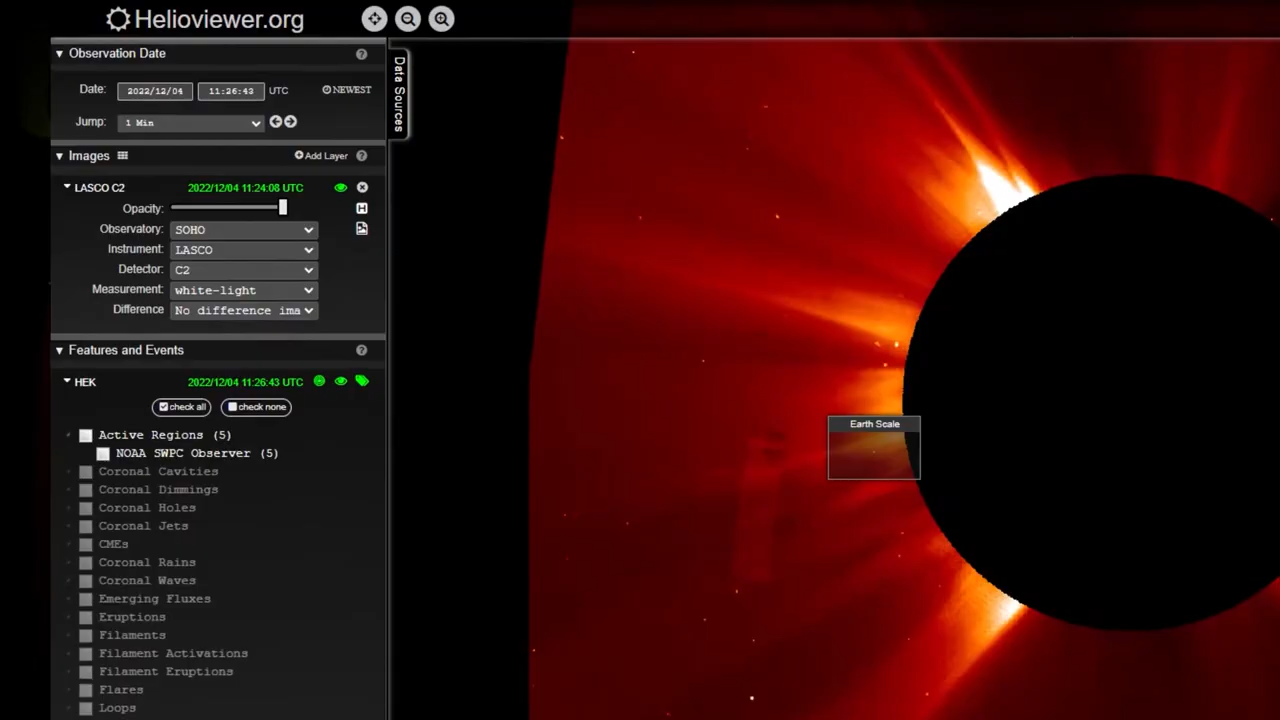 Helioviewer.org
Observation Date
Date: 2022/12/04 11:26:43 UTC NEWEST
Jump: 1 Min
Images
Add Layer
LASCO C2 2022/12/04 11:24:08 UTC
Opacity:
Observatory: SOHO
Instrument: LASCO
Detector: C2
Measurement: white-light
Difference No difference ima
Features and Events
HEK 2022/12/04 11:26:43 UTC
check all check none
Active Regions (5)
NOAA SWPC Observer (5)
Coronal Cavities
Coronal Dimmings
Coronal Holes
Coronal Jets
CMEs
Coronal Rains
Coronal Waves
Emerging Fluxes
Eruptions
Filaments
Filament Activations
Filament Eruptions
Flares
Loops
Data Sources
Earth Scale